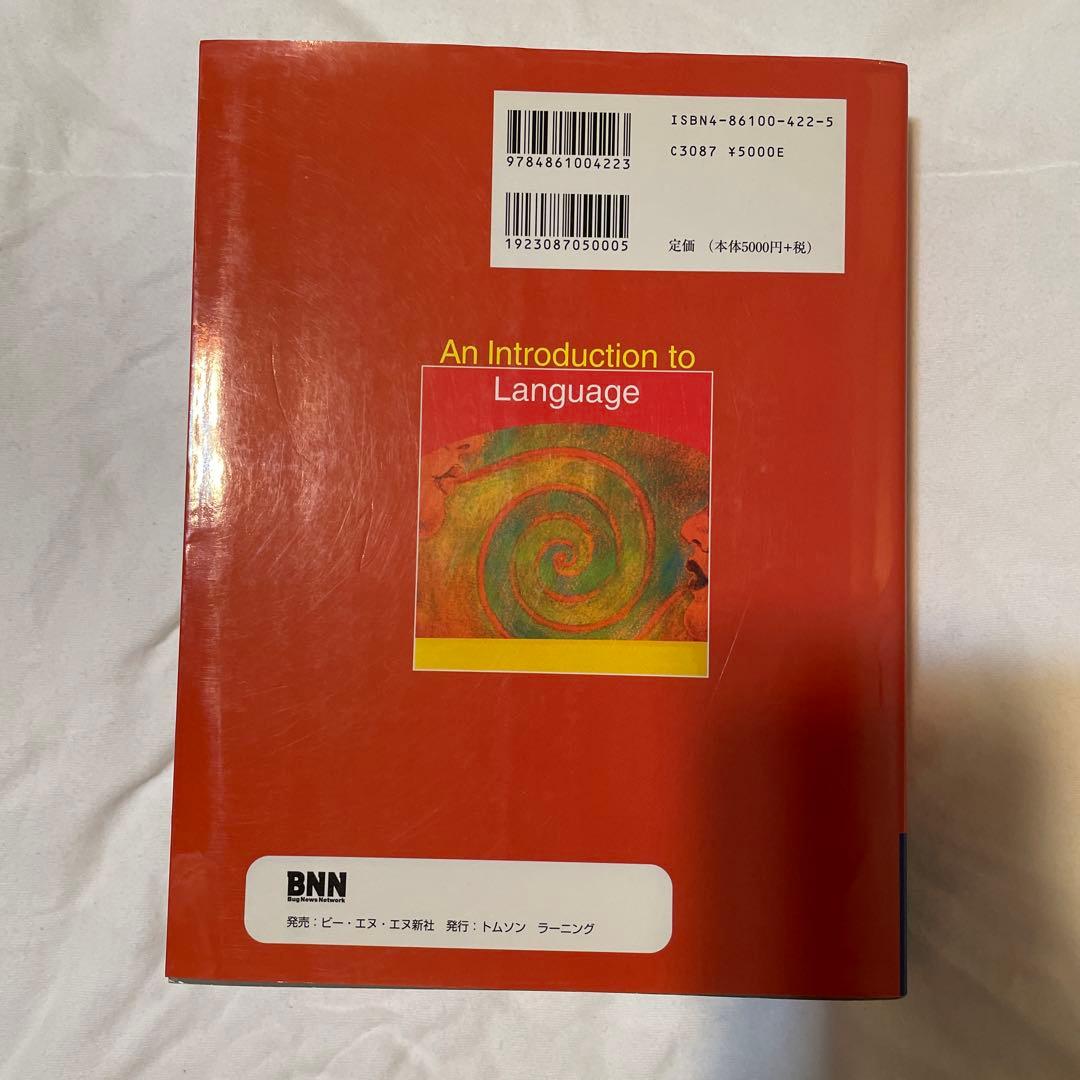 ISBN4-86100-422-5
9784861004223
C3087 ¥5000E
1923087050005
定価 (本体5000円+税)
An Introduction to
Language
BNN
Bug News Network
発売：ビー・エヌ・エヌ新社 発行：トムソン ラーニング